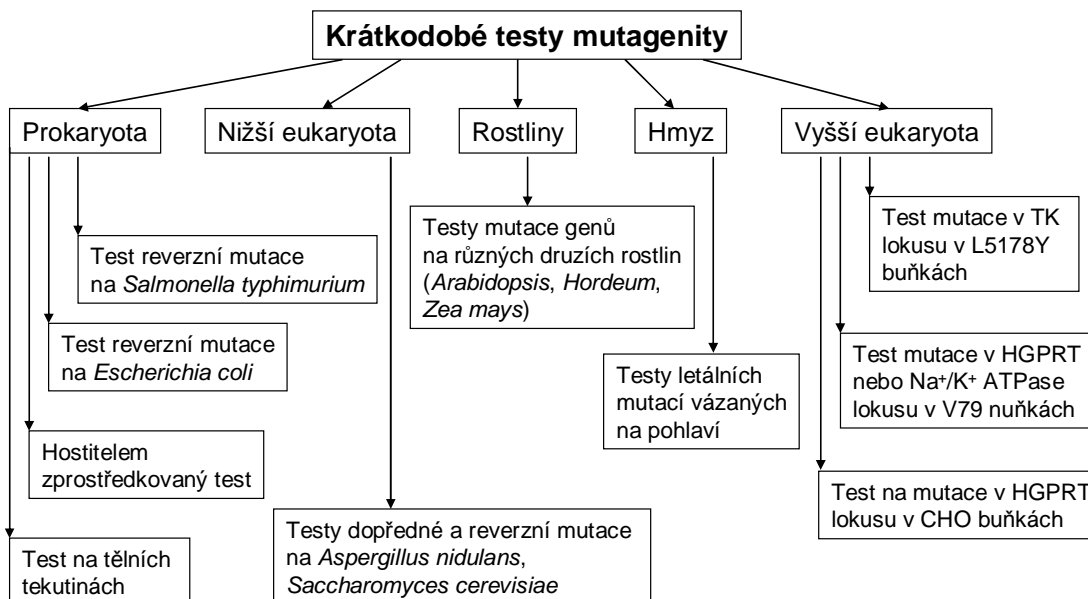 Krátkodobé testy mutagenity
Prokaryota
Nižší eukaryota
Rostliny
Hmyz
Vyšší eukaryota
Test reverzní mutace
na Salmonella typhimurium
Test reverzní mutace
na Escherichia coli
Hostitelem
zprostředkovaný test
Test na tělních
tekutinách
Testy dopředné a reverzní mutace
na Aspergillus nidulans,
Saccharomyces cerevisiae
Testy mutace genů
na různých druzích rostlin
(Arabidopsis, Hordeum,
Zea mays)
Testy letálních
mutací vázaných
na pohlaví
Test mutace v TK
lokusu v L5178Y
buňkách
Test mutace v HGPRT
nebo Na⁺/K⁺ ATPase
lokusu v V79 nuňkách
Test na mutace v HGPRT
lokusu v CHO buňkách